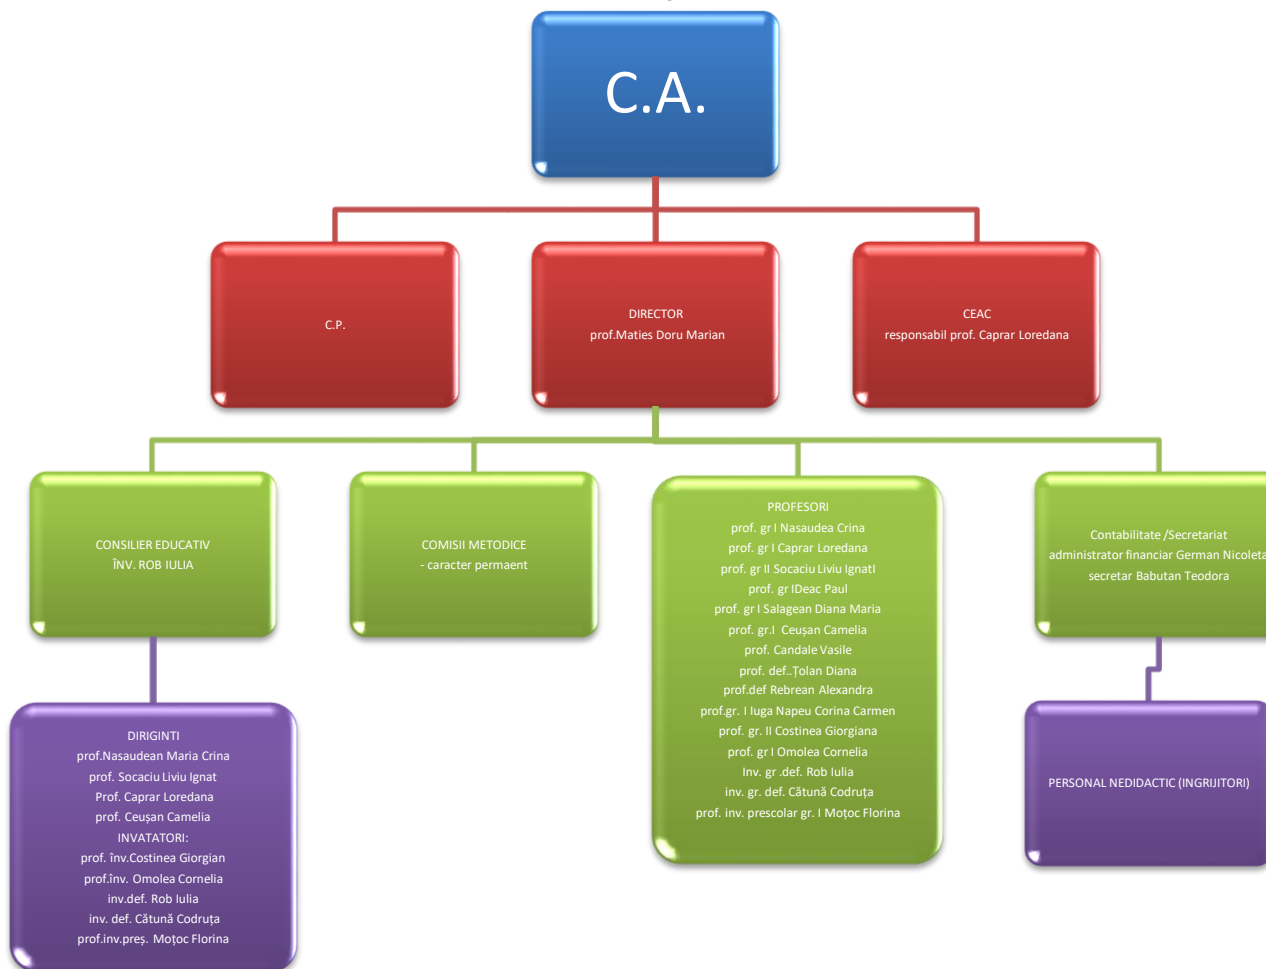 C.A.
C.P.
DIRECTOR
prof.Maties Doru Marian
CEAC
responsabil prof. Caprar Loredana
CONSILIER EDUCATIV
ÎNV. ROB IULIA
COMISII METODICE
- caracter permaent
PROFESORI
prof. gr I Nasaudea Crina
prof. gr I Caprar Loredana
prof. gr II Socaciu Liviu IgnatI
prof. gr IDeac Paul
prof. gr I Salagean Diana Maria
prof. gr.I  Ceușan Camelia
prof. Candale Vasile
prof. def..Țolan Diana
prof.def Rebrean Alexandra
prof.gr. I Iuga Napeu Corina Carmen
prof. gr. II Costinea Giorgiana
prof. gr I Omolea Cornelia
Inv. gr .def. Rob Iulia
inv. gr. def. Cătună Codruța
prof. inv. prescolar gr. I Moțoc Florina
Contabilitate /Secretariat
administrator financiar German Nicoleta
secretar Babutan Teodora
DIRIGINTI
prof.Nasaudean Maria Crina
prof. Socaciu Liviu Ignat
Prof. Caprar Loredana
prof. Ceușan Camelia
INVATATORI:
prof. înv.Costinea Giorgian
prof.înv. Omolea Cornelia
inv.def. Rob Iulia
inv. def. Cătună Codruța
prof.inv.preș. Moțoc Florina
PERSONAL NEDIDACTIC (INGRIJITORI)